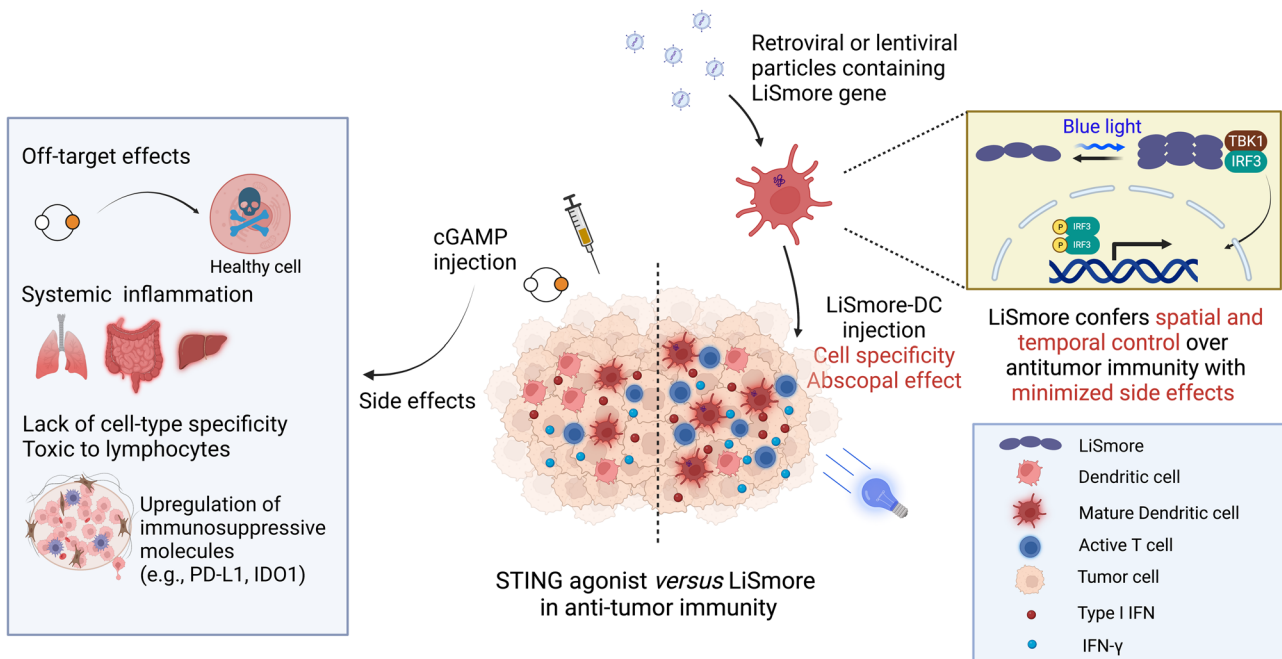 Off-target effects
Healthy cell
Systemic inflammation
Lack of cell-type specificity
Toxic to lymphocytes
Upregulation of
immunosuppressive
molecules
(e.g., PD-L1, IDO1)
cGAMP
injection
Side effects
Retroviral or lentiviral
particles containing
LiSmore gene
LiSmore-DC
injection
Cell specificity
Abscopal effect
STING agonist versus LiSmore
in anti-tumor immunity
Blue light
TBK1
IRF3
P IRF3
P IRF3
LiSmore confers spatial and
temporal control over
antitumor immunity with
minimized side effects
LiSmore
Dendritic cell
Mature Dendritic cell
Active T cell
Tumor cell
Type I IFN
IFN-γ